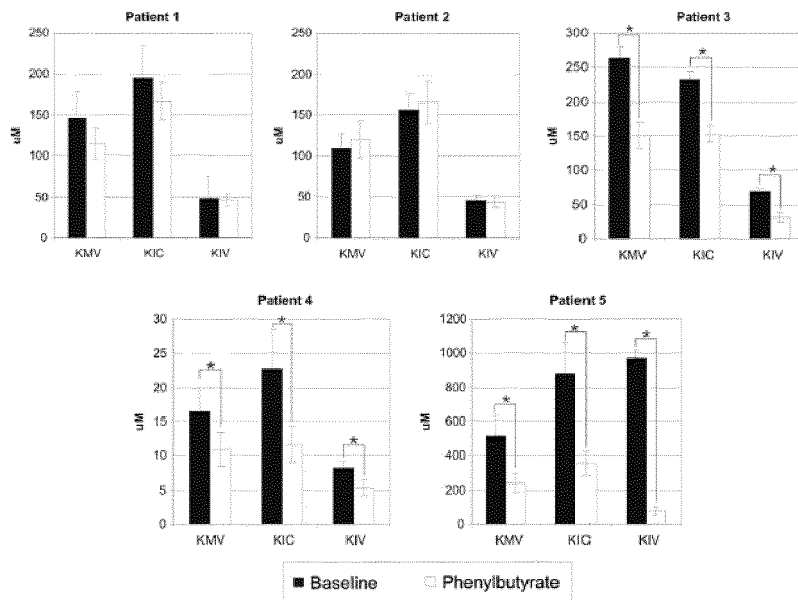 Patient 1
Patient 2
Patient 3
250
200
150
100
50
0
uM
KMV
KIC
KIV
250
200
150
100
50
0
uM
KMV
KIC
KIV
300
250
200
150
100
50
0
uM
*
*
*
KMV
KIC
KIV
Patient 4
Patient 5
30
25
20
15
10
5
0
uM
*
*
*
KMV
KIC
KIV
1200
1000
800
600
400
200
0
uM
*
*
*
KMV
KIC
KIV
Baseline
Phenylbutyrate